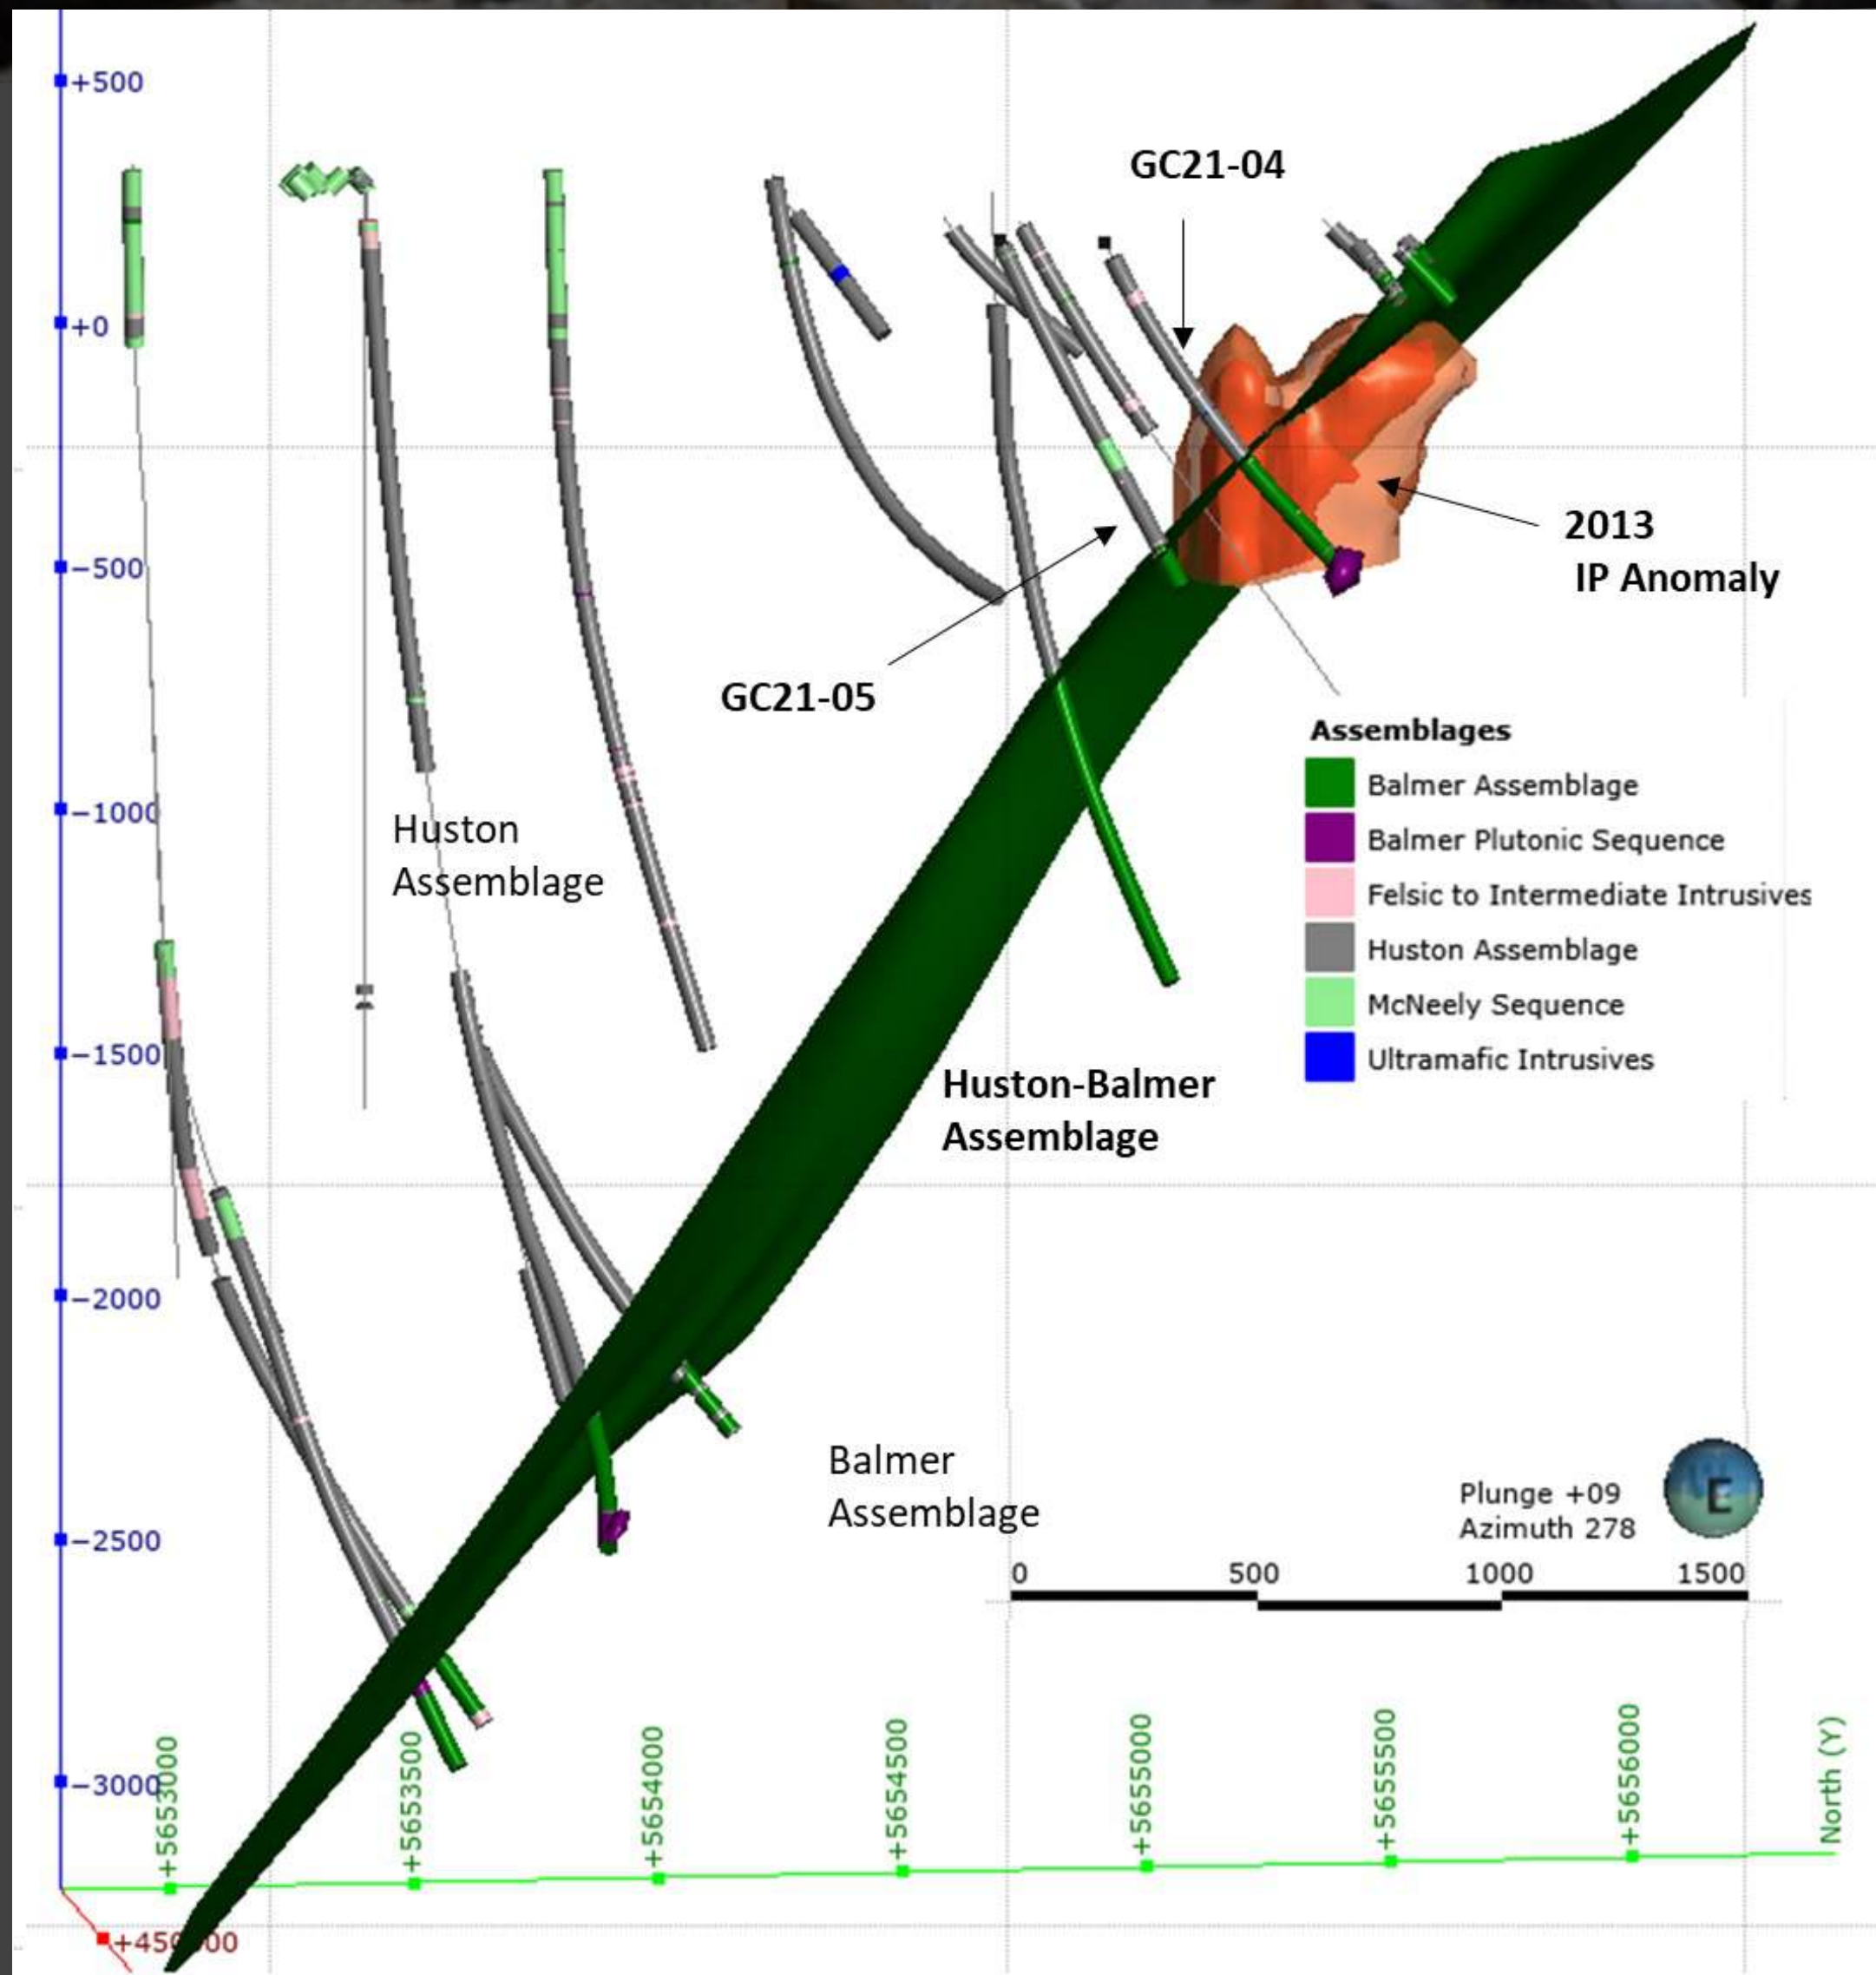 +500
+0
−500
−1000
−1500
−2000
−2500
−3000
GC21-04
2013
IP Anomaly
GC21-05
Huston
Assemblage
Assemblages
Balmer Assemblage
Balmer Plutonic Sequence
Felsic to Intermediate Intrusives
Huston Assemblage
McNeely Sequence
Ultramafic Intrusives
Huston-Balmer
Assemblage
Balmer
Assemblage
Plunge +09
Azimuth 278
E
0 500 1000 1500
+5653000
+5653500
+5654000
+5654500
+5655000
+5655500
+5656000
North (Y)